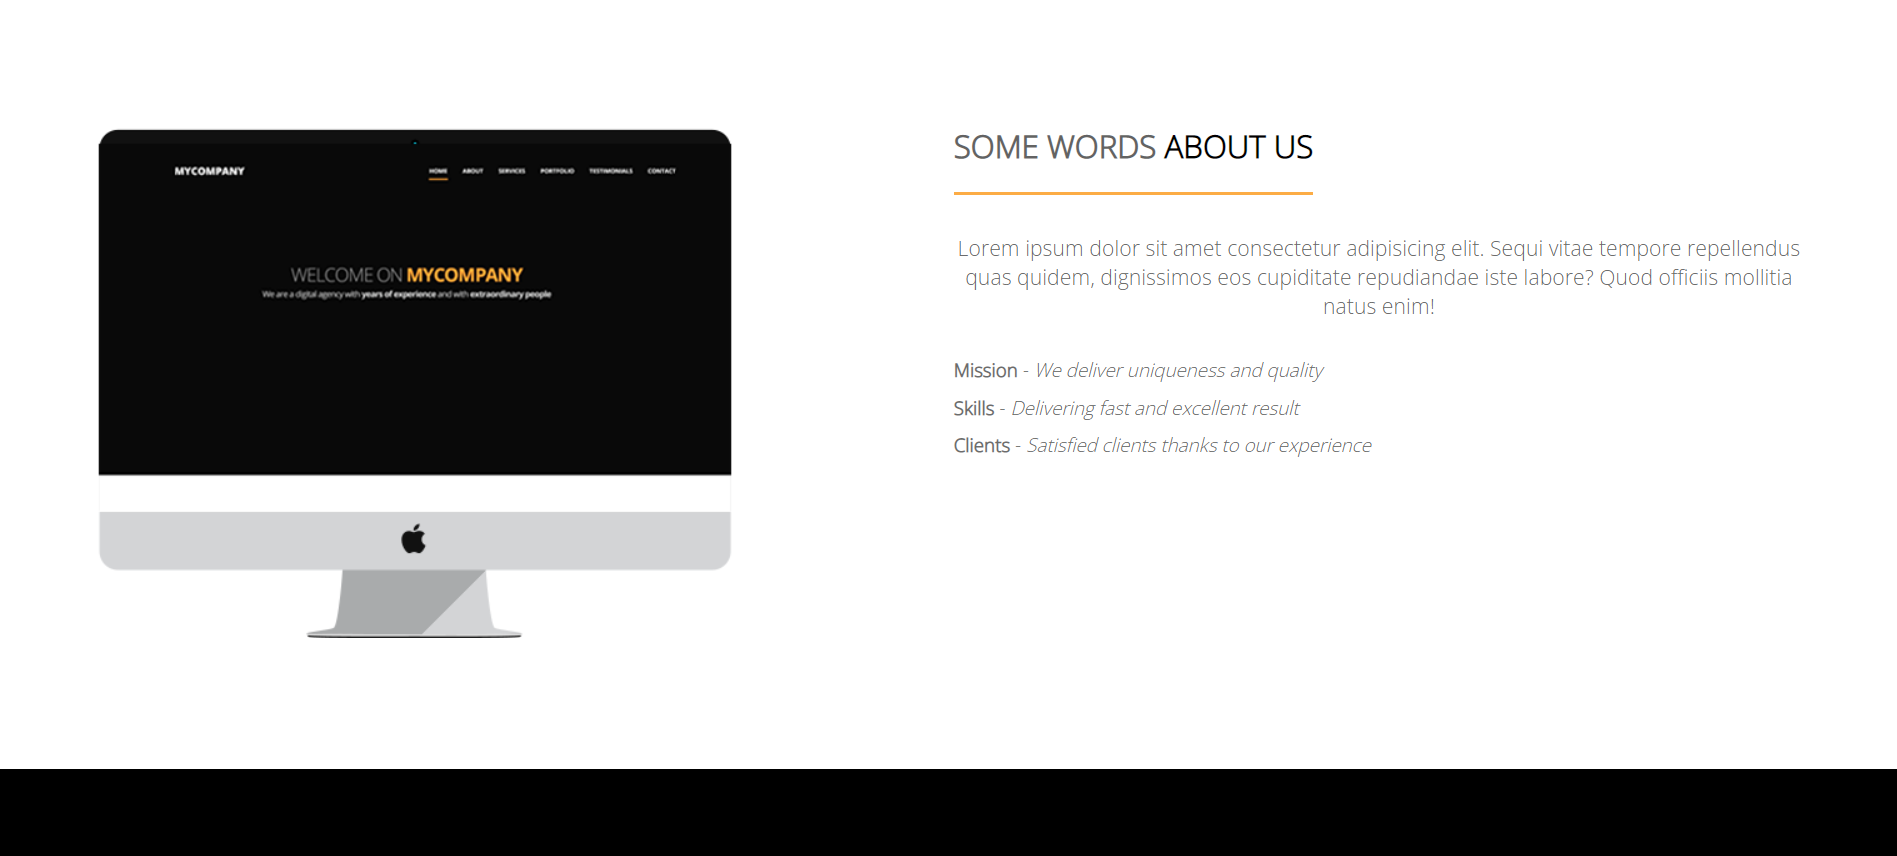 MYCOMPANY
HOME ABOUT SERVICES PORTFOLIO TESTIMONIALS CONTACT
WELCOME ON MYCOMPANY
We are a digital agency with years of experience and with extraordinary people
SOME WORDS ABOUT US
Lorem ipsum dolor sit amet consectetur adipisicing elit. Sequi vitae tempore repellendus
quas quidem, dignissimos eos cupiditate repudiandae iste labore? Quod officiis mollitia
natus enim!
Mission - We deliver uniqueness and quality
Skills - Delivering fast and excellent result
Clients - Satisfied clients thanks to our experience